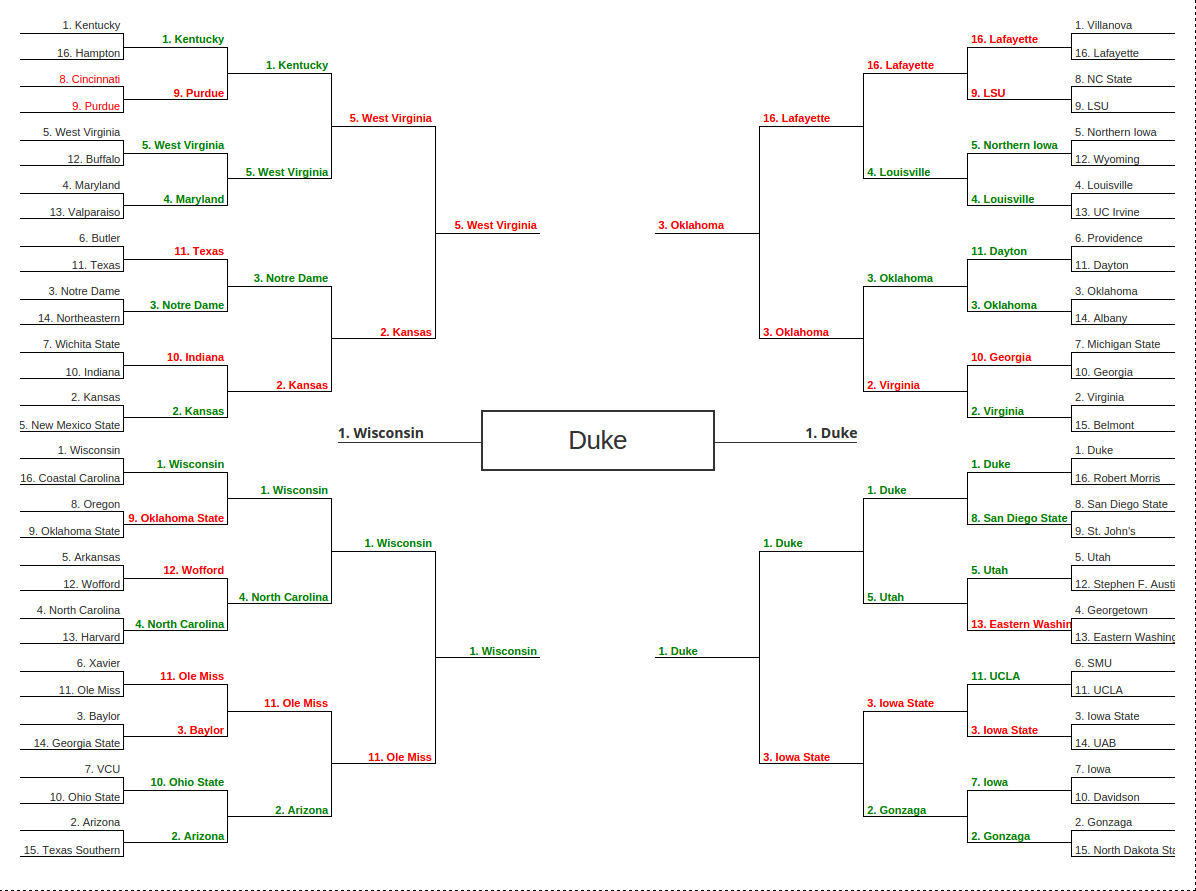 1. Kentucky
16. Hampton
8. Cincinnati
9. Purdue
5. West Virginia
12. Buffalo
4. Maryland
13. Valparaiso
6. Butler
11. Texas
3. Notre Dame
14. Northeastern
7. Wichita State
10. Indiana
2. Kansas
5. New Mexico State
1. Wisconsin
16. Coastal Carolina
8. Oregon
9. Oklahoma State
5. Arkansas
12. Wofford
4. North Carolina
13. Harvard
6. Xavier
11. Ole Miss
3. Baylor
14. Georgia State
7. VCU
10. Ohio State
2. Arizona
15. Texas Southern
1. Kentucky
9. Purdue
5. West Virginia
4. Maryland
11. Texas
3. Notre Dame
10. Indiana
2. Kansas
1. Wisconsin
9. Oklahoma State
12. Wofford
4. North Carolina
11. Ole Miss
3. Baylor
10. Ohio State
2. Arizona
1. Kentucky
5. West Virginia
3. Notre Dame
2. Kansas
1. Wisconsin
4. North Carolina
11. Ole Miss
2. Arizona
5. West Virginia
2. Kansas
1. Wisconsin
11. Ole Miss
5. West Virginia
1. Wisconsin
1. Wisconsin
Duke
1. Duke
3. Oklahoma
1. Duke
16. Lafayette
3. Oklahoma
1. Duke
3. Iowa State
16. Lafayette
4. Louisville
3. Oklahoma
2. Virginia
1. Duke
5. Utah
3. Iowa State
2. Gonzaga
16. Lafayette
9. LSU
5. Northern Iowa
4. Louisville
11. Dayton
3. Oklahoma
10. Georgia
2. Virginia
1. Duke
8. San Diego State
5. Utah
13. Eastern Washin
11. UCLA
3. Iowa State
7. Iowa
2. Gonzaga
1. Villanova
16. Lafayette
8. NC State
9. LSU
5. Northern Iowa
12. Wyoming
4. Louisville
13. UC Irvine
6. Providence
11. Dayton
3. Oklahoma
14. Albany
7. Michigan State
10. Georgia
2. Virginia
15. Belmont
1. Duke
16. Robert Morris
8. San Diego State
9. St. John's
5. Utah
12. Stephen F. Austi
4. Georgetown
13. Eastern Washing
6. SMU
11. UCLA
3. Iowa State
14. UAB
7. Iowa
10. Davidson
2. Gonzaga
15. North Dakota Sta